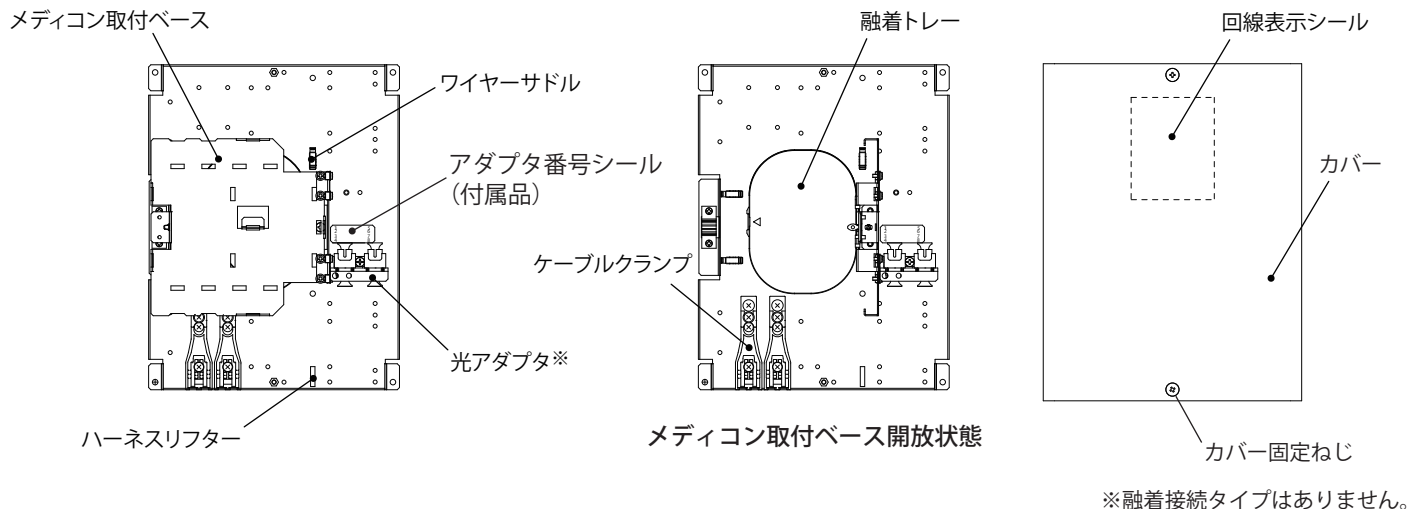 メディコン取付ベース
融着トレー
回線表示シール
ワイヤーサドル
アダプタ番号シール
（付属品）
カバー
ケーブルクランプ
光アダプタ※
ハーネスリフター
メディコン取付ベース開放状態
カバー固定ねじ
※融着接続タイプはありません。